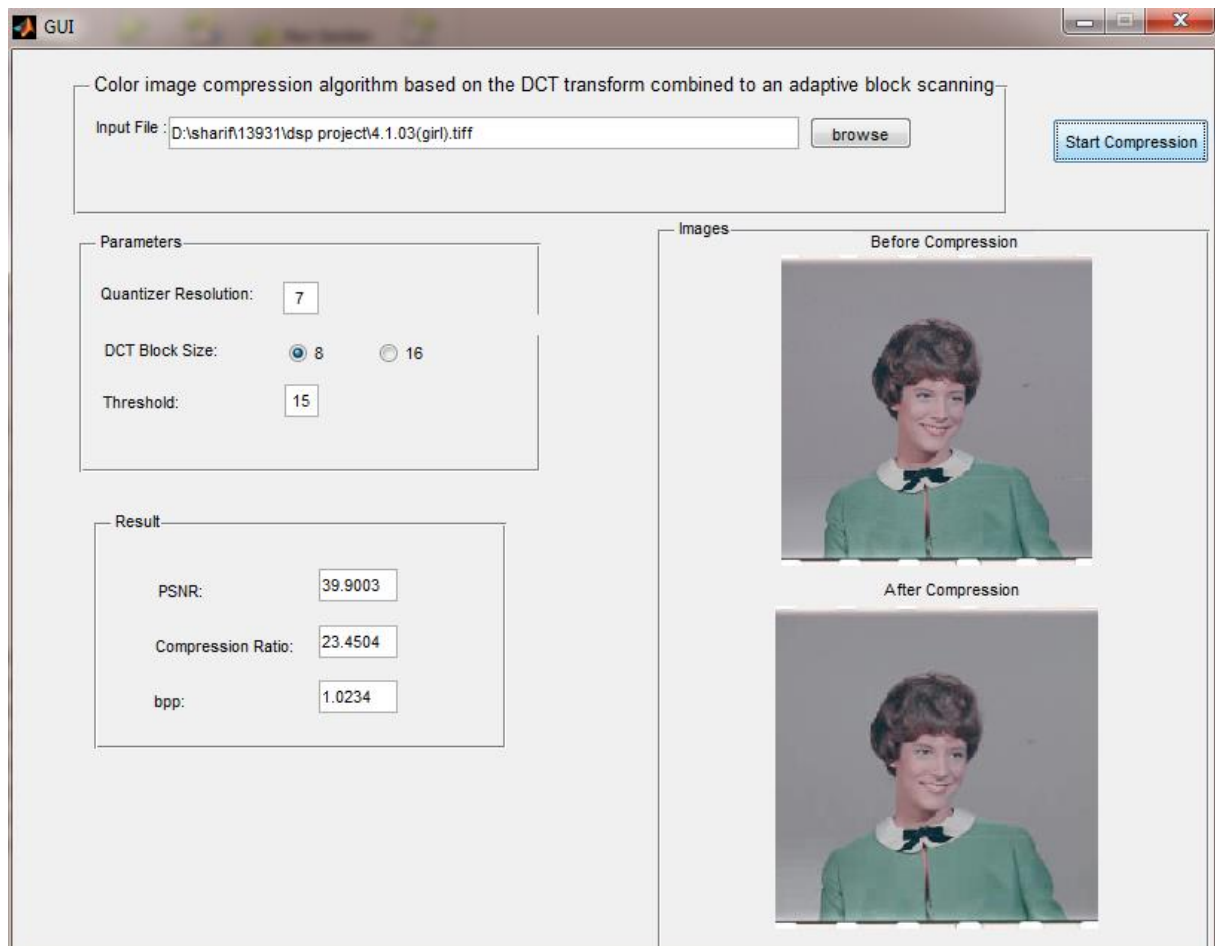 GUI
Color image compression algorithm based on the DCT transform combined to an adaptive block scanning
Input File : D:\sharif\13931\dsp project\4.1.03(girl).tiff browse
Start Compression
Parameters
Quantizer Resolution: 7
DCT Block Size: 8 16
Threshold: 15
Result
PSNR: 39.9003
Compression Ratio: 23.4504
bpp: 1.0234
Images
Before Compression
After Compression